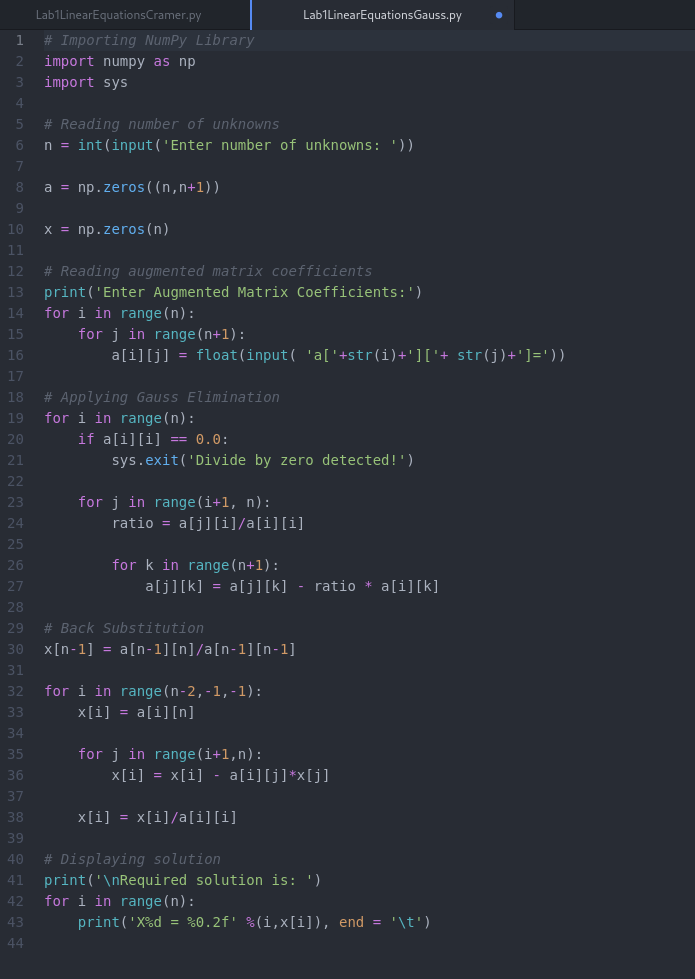 Lab1LinearEquationsCramer.py Lab1LinearEquationsGauss.py
1 # Importing NumPy Library
2 import numpy as np
3 import sys
4
5 # Reading number of unknowns
6 n = int(input('Enter number of unknowns: '))
7
8 a = np.zeros((n,n+1))
9
10 x = np.zeros(n)
11
12 # Reading augmented matrix coefficients
13 print('Enter Augmented Matrix Coefficients:')
14 for i in range(n):
15     for j in range(n+1):
16         a[i][j] = float(input( 'a['+str(i)+']['+ str(j)+']='))
17
18 # Applying Gauss Elimination
19 for i in range(n):
20     if a[i][i] == 0.0:
21         sys.exit('Divide by zero detected!')
22
23     for j in range(i+1, n):
24         ratio = a[j][i]/a[i][i]
25
26         for k in range(n+1):
27             a[j][k] = a[j][k] - ratio * a[i][k]
28
29 # Back Substitution
30 x[n-1] = a[n-1][n]/a[n-1][n-1]
31
32 for i in range(n-2,-1,-1):
33     x[i] = a[i][n]
34
35     for j in range(i+1,n):
36         x[i] = x[i] - a[i][j]*x[j]
37
38     x[i] = x[i]/a[i][i]
39
40 # Displaying solution
41 print('\nRequired solution is: ')
42 for i in range(n):
43     print('X%d = %0.2f' %(i,x[i]), end = '\t')
44